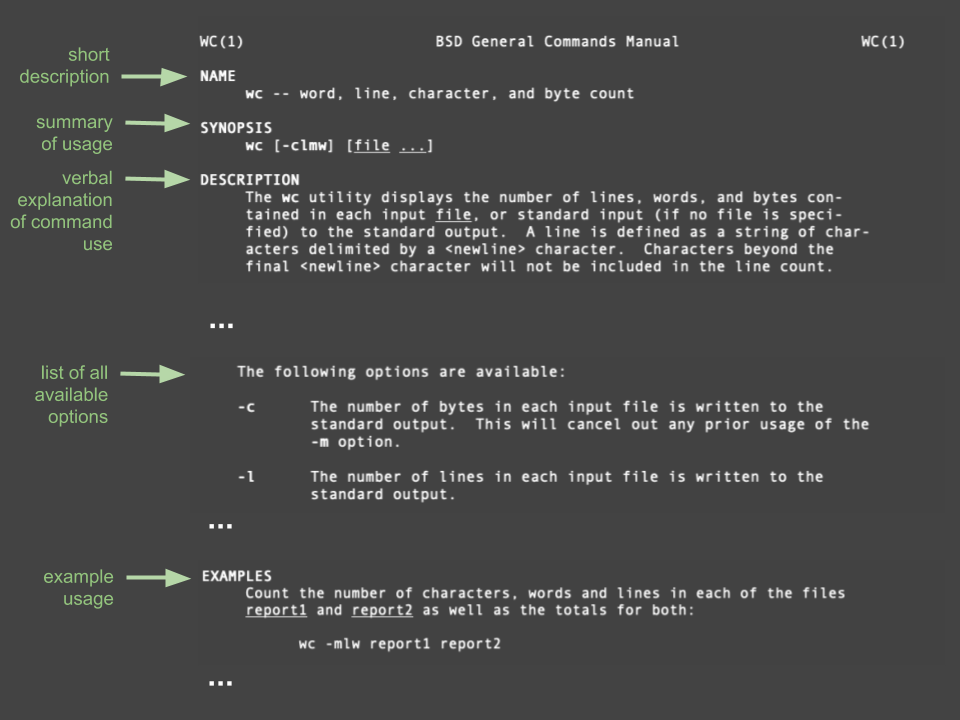 WC(1) BSD General Commands Manual WC(1)
short
description
NAME
wc -- word, line, character, and byte count
summary
of usage
SYNOPSIS
wc [-clmw] [file ...]
verbal
explanation
of command
use
DESCRIPTION
The wc utility displays the number of lines, words, and bytes con-
tained in each input file, or standard input (if no file is speci-
fied) to the standard output. A line is defined as a string of char-
acters delimited by a <newline> character. Characters beyond the
final <newline> character will not be included in the line count.
...
list of all
available
options
The following options are available:
-c The number of bytes in each input file is written to the
standard output. This will cancel out any prior usage of the
-m option.
-l The number of lines in each input file is written to the
standard output.
...
example
usage
EXAMPLES
Count the number of characters, words and lines in each of the files
report1 and report2 as well as the totals for both:
wc -mlw report1 report2
...